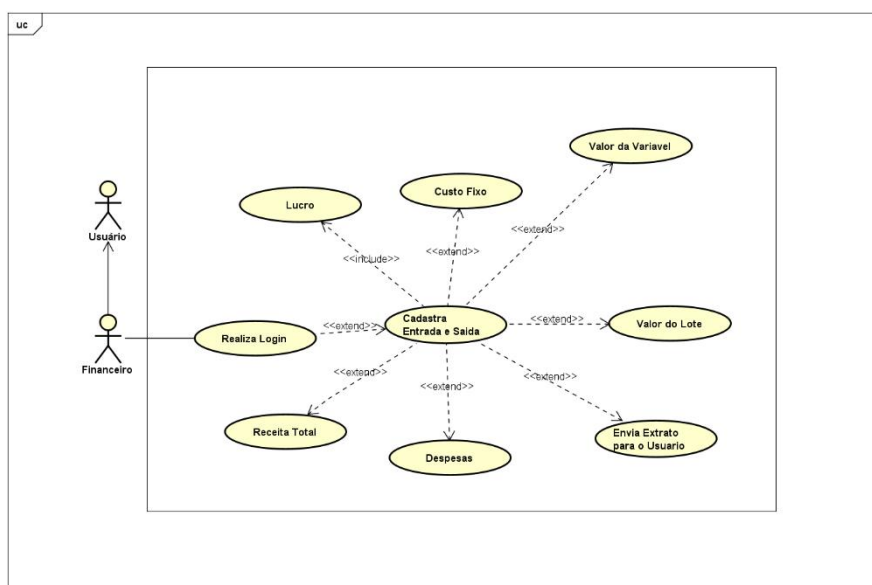 uc
Valor da Variavel
Custo Fixo
Lucro
Usuário
<<extend>>
<<extend>>
<<include>>
Cadastra
Entrada e Saida
<<extend>>
Valor do Lote
<<extend>>
Realiza Login
Financeiro
<<extend>>
<<extend>>
<<extend>>
Receita Total
Envia Extrato
para o Usuario
Despesas